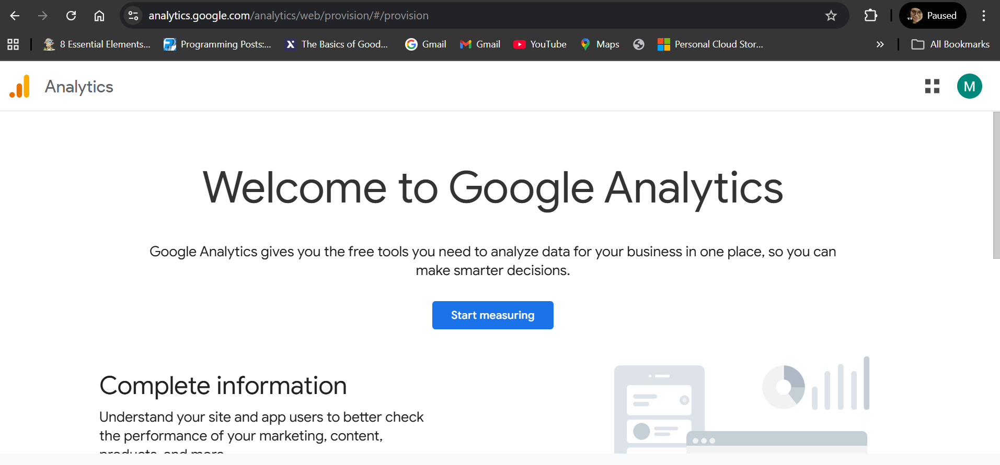 analytics.google.com/analytics/web/provision/#/provision
Paused
8 Essential Elements...
Programming Posts:...
X
The Basics of Good...
G
Gmail
Gmail
YouTube
Maps
Personal Cloud Stor...
All Bookmarks
Analytics
M
Welcome to Google Analytics
Google Analytics gives you the free tools you need to analyze data for your business in one place, so you can
make smarter decisions.
Start measuring
Complete information
Understand your site and app users to better check
the performance of your marketing, content,
products, and more.